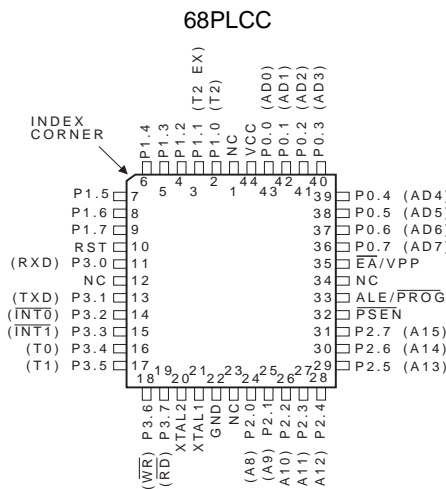 68PLCC
INDEX
CORNER
P1.4
P1.3
P1.2
P1.1 (T2 EX)
P1.0 (T2)
NC
VCC
P0.0 (AD0)
P0.1 (AD1)
P0.2 (AD2)
P0.3 (AD3)
6 5 4 3 2 1 44 43 42 41 40
P1.5 7
P1.6 8
P1.7 9
RST 10
(RXD) P3.0 11
NC 12
(TXD) P3.1 13
(INT0) P3.2 14
(INT1) P3.3 15
(T0) P3.4 16
(T1) P3.5 17
39 P0.4 (AD4)
38 P0.5 (AD5)
37 P0.6 (AD6)
36 P0.7 (AD7)
35 EA/VPP
34 NC
33 ALE/PROG
32 PSEN
31 P2.7 (A15)
30 P2.6 (A14)
29 P2.5 (A13)
18 19 20 21 22 23 24 25 26 27 28
(WR) P3.6
(RD) P3.7
XTAL2
XTAL1
GND
NC
(A8) P2.0
(A9) P2.1
A10) P2.2
A11) P2.3
A12) P2.4